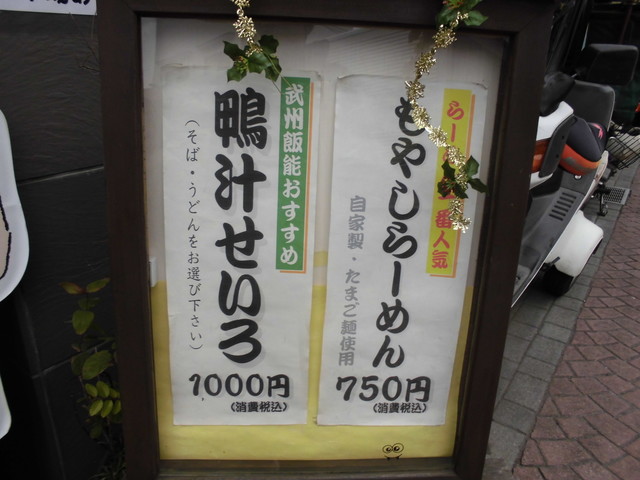 らー 番人気
もやしらーめん
自家製・たまご麺使用
750円
(消費税込)
武州飯能おすすめ
鴨汁せいろ
(そば・うどんをお選び下さい)
1000円
(消費税込)